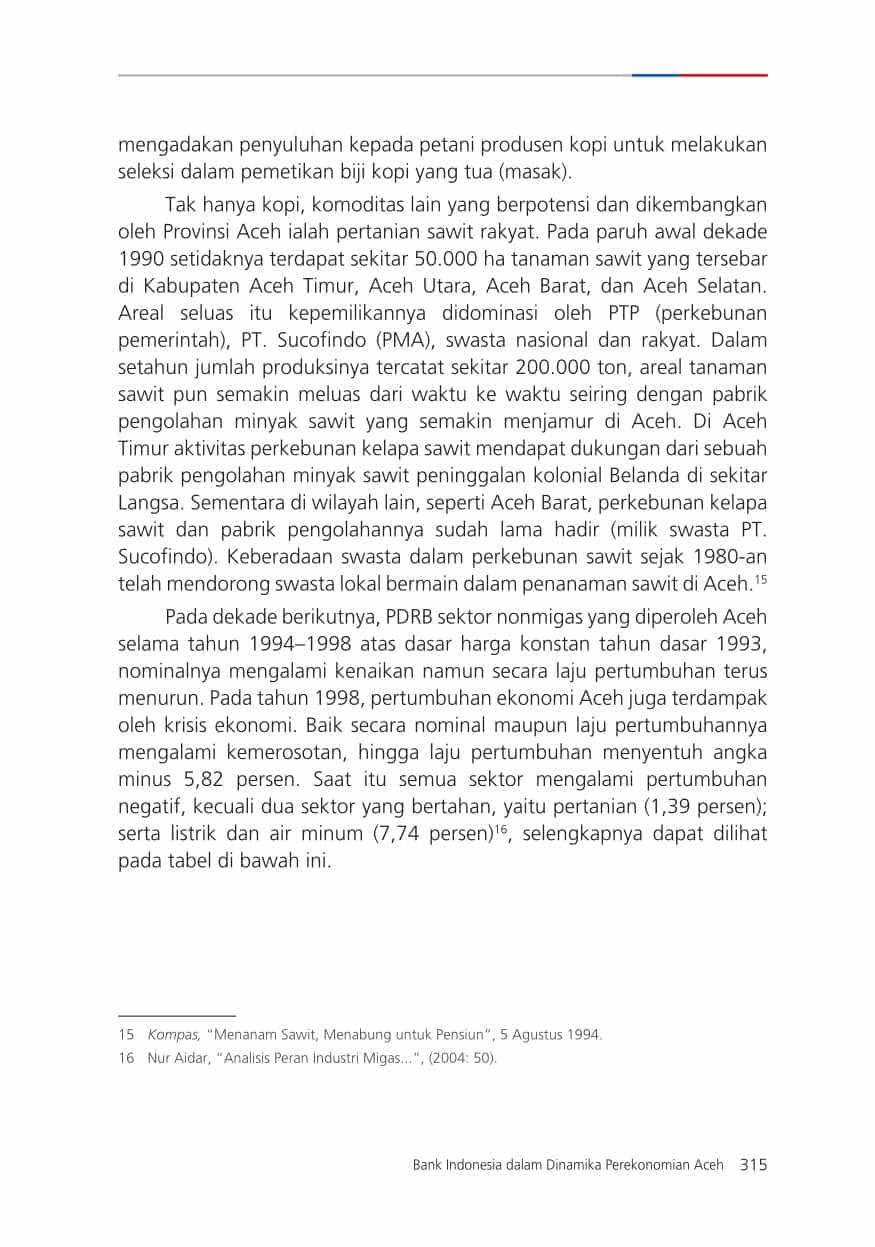 mengadakan penyuluhan kepada petani produsen kopi untuk melakukan
seleksi dalam pemetikan biji kopi yang tua (masak).
Tak hanya kopi, komoditas lain yang berpotensi dan dikembangkan
oleh Provinsi Aceh ialah pertanian sawit rakyat. Pada paruh awal dekade
1990 setidaknya terdapat sekitar 50.000 ha tanaman sawit yang tersebar
di Kabupaten Aceh Timur, Aceh Utara, Aceh Barat, dan Aceh Selatan.
Areal seluas itu kepemilikannya didominasi oleh PTP (perkebunan
pemerintah), PT. Sucofindo (PMA), swasta nasional dan rakyat. Dalam
setahun jumlah produksinya tercatat sekitar 200.000 ton, areal tanaman
sawit pun semakin meluas dari waktu ke waktu seiring dengan pabrik
pengolahan minyak sawit yang semakin menjamur di Aceh. Di Aceh
Timur aktivitas perkebunan kelapa sawit mendapat dukungan dari sebuah
pabrik pengolahan minyak sawit peninggalan kolonial Belanda di sekitar
Langsa. Sementara di wilayah lain, seperti Aceh Barat, perkebunan kelapa
sawit dan pabrik pengolahannya sudah lama hadir (milik swasta PT.
Sucofindo). Keberadaan swasta dalam perkebunan sawit sejak 1980-an
telah mendorong swasta lokal bermain dalam penanaman sawit di Aceh.¹⁵
Pada dekade berikutnya, PDRB sektor nonmigas yang diperoleh Aceh
selama tahun 1994–1998 atas dasar harga konstan tahun dasar 1993,
nominalnya mengalami kenaikan namun secara laju pertumbuhan terus
menurun. Pada tahun 1998, pertumbuhan ekonomi Aceh juga terdampak
oleh krisis ekonomi. Baik secara nominal maupun laju pertumbuhannya
mengalami kemerosotan, hingga laju pertumbuhan menyentuh angka
minus 5,82 persen. Saat itu semua sektor mengalami pertumbuhan
negatif, kecuali dua sektor yang bertahan, yaitu pertanian (1,39 persen);
serta listrik dan air minum (7,74 persen)¹⁶, selengkapnya dapat dilihat
pada tabel di bawah ini.
15 Kompas, “Menanam Sawit, Menabung untuk Pensiun”, 5 Agustus 1994.
16 Nur Aidar, “Analisis Peran Industri Migas...”, (2004: 50).
Bank Indonesia dalam Dinamika Perekonomian Aceh 315